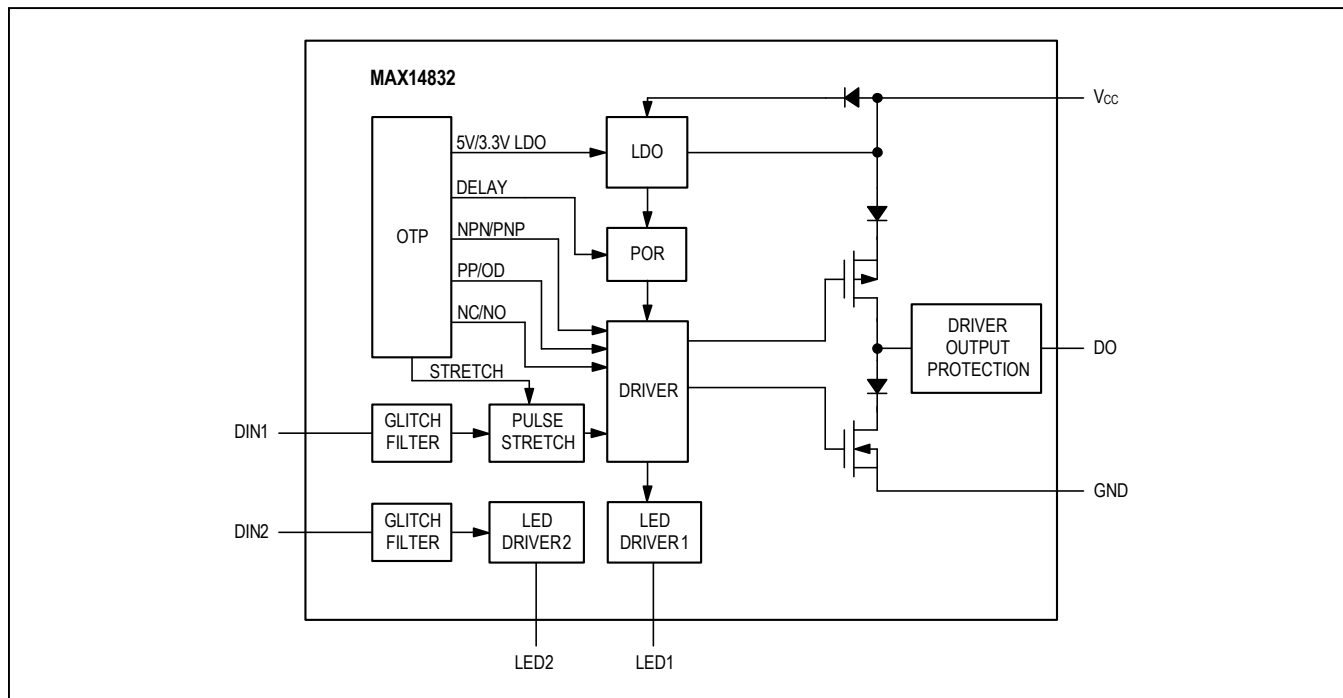 MAX14832
VCC
5V/3.3V LDO
LDO
DELAY
OTP
NPN/PNP
POR
PP/OD
NC/NO
DRIVER
OUTPUT
PROTECTION
DO
STRETCH
DRIVER
DIN1
GLITCH
FILTER
PULSE
STRETCH
GND
DIN2
GLITCH
FILTER
LED
DRIVER2
LED
DRIVER1
LED2
LED1